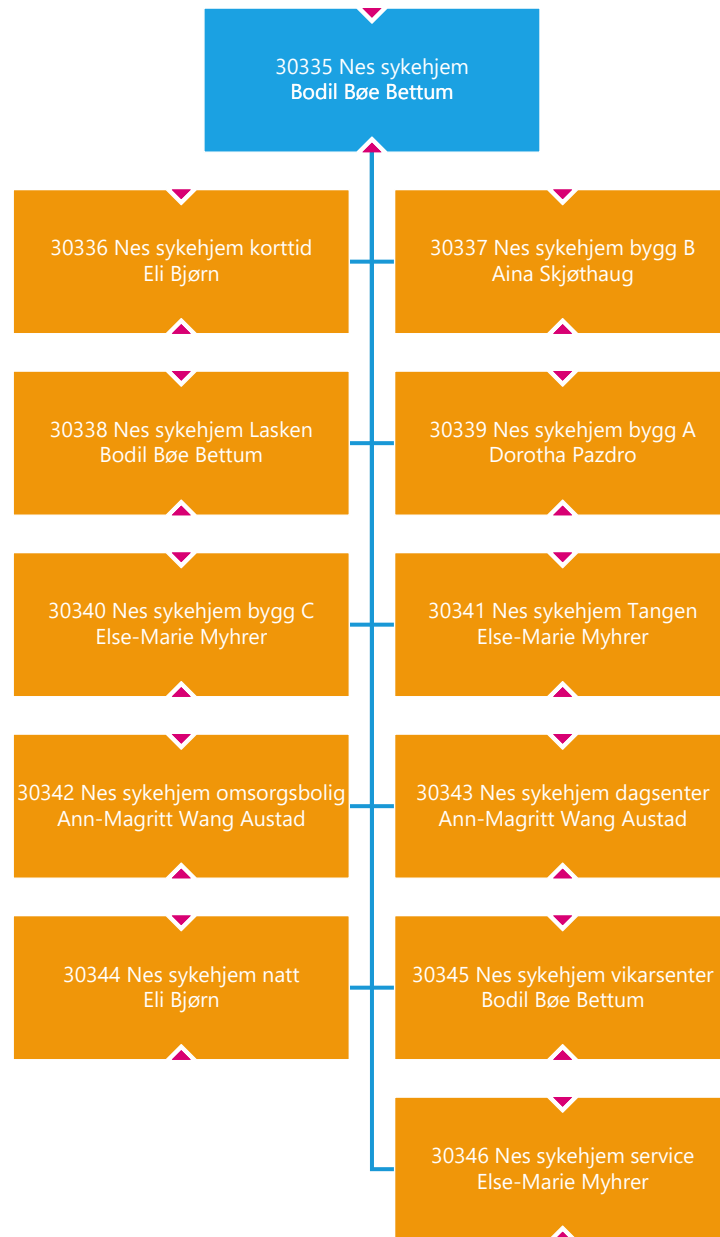 30335 Nes sykehjem
Bodil Bøe Bettum
30336 Nes sykehjem korttid
Eli Bjørn
30337 Nes sykehjem bygg B
Aina Skjøthaug
30338 Nes sykehjem Lasken
Bodil Bøe Bettum
30339 Nes sykehjem bygg A
Dorotha Pazdro
30340 Nes sykehjem bygg C
Else-Marie Myhrer
30341 Nes sykehjem Tangen
Else-Marie Myhrer
30342 Nes sykehjem omsorgsbolig
Ann-Magritt Wang Austad
30343 Nes sykehjem dagsenter
Ann-Magritt Wang Austad
30344 Nes sykehjem natt
Eli Bjørn
30345 Nes sykehjem vikarsenter
Bodil Bøe Bettum
30346 Nes sykehjem service
Else-Marie Myhrer